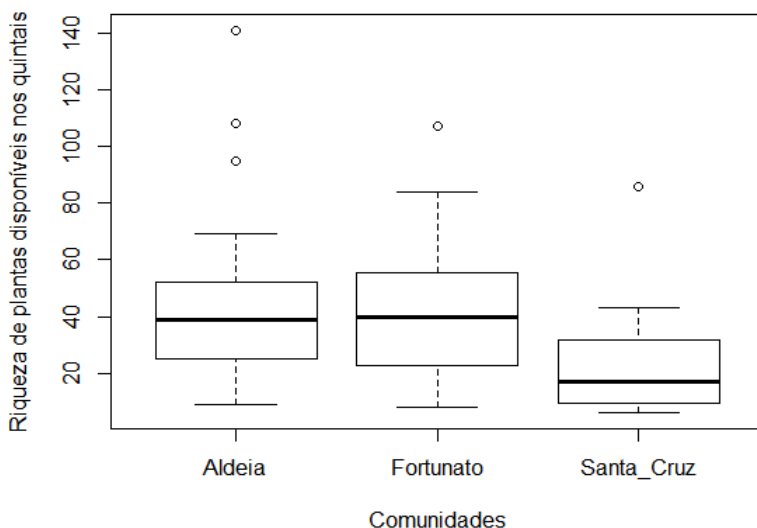 Riqueza de plantas disponíveis nos quintais
140
120
100
80
60
40
20
Aldeia
Fortunato
Santa_Cruz
Comunidades